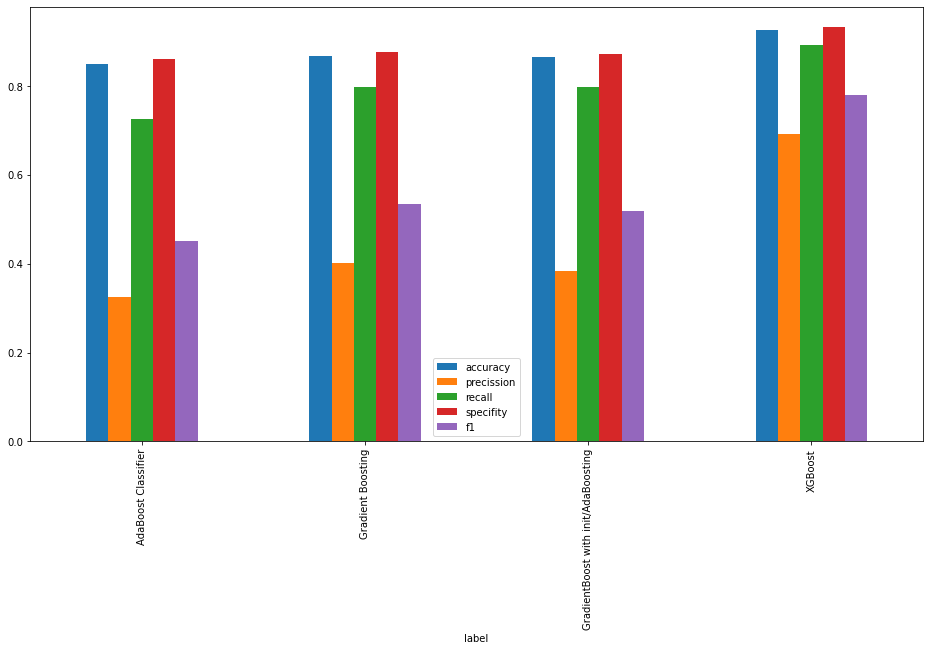 0.8
0.6
0.4
0.2
0.0
accuracy
precission
recall
specifity
f1
AdaBoost Classifier
Gradient Boosting
GradientBoost with init/AdaBoosting
XGBoost
label